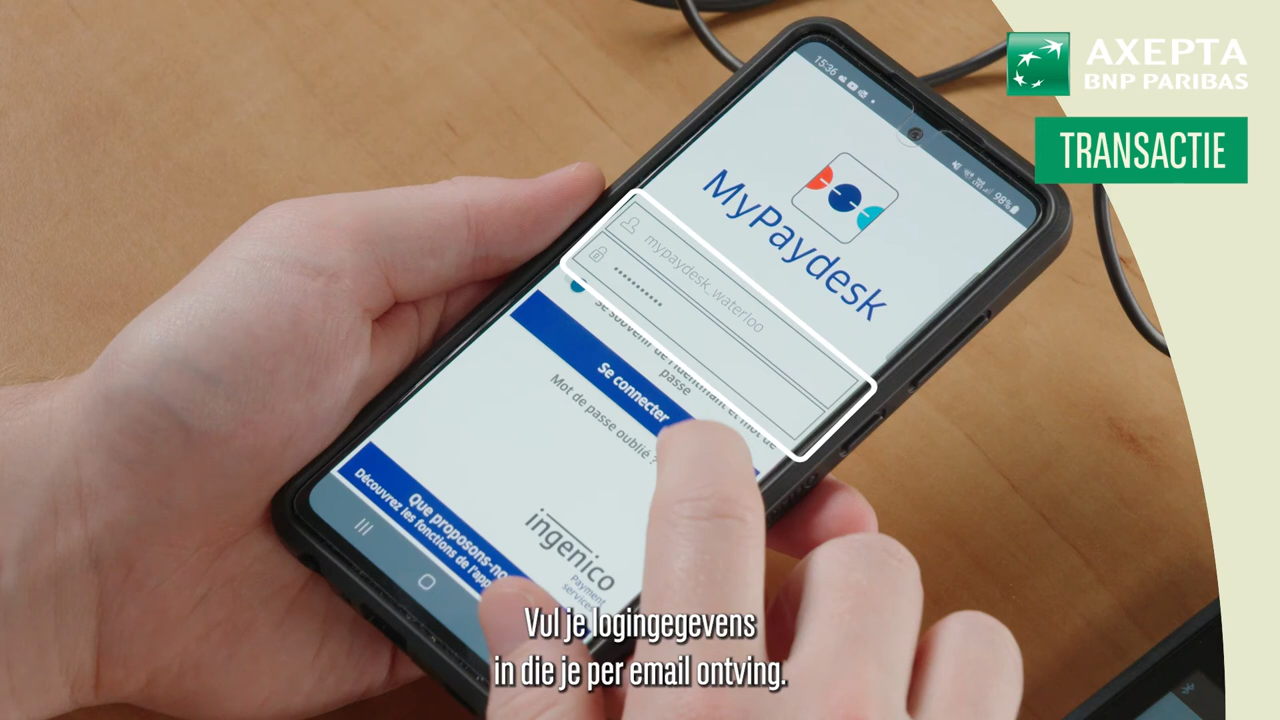 AXEPTA
BNP PARIBAS
TRANSACTIE
15:36
98%
MyPaydesk
mypaydesk_waterloo
••••••••••
Se souvenir de l'identifiant et mot de
passe
Se connecter
Mot de passe oublié ?
ingenico
Payment
services
Que proposons-no
Découvrez les fonctions de l'app
Vul je logingegevens
in die je per email ontving.